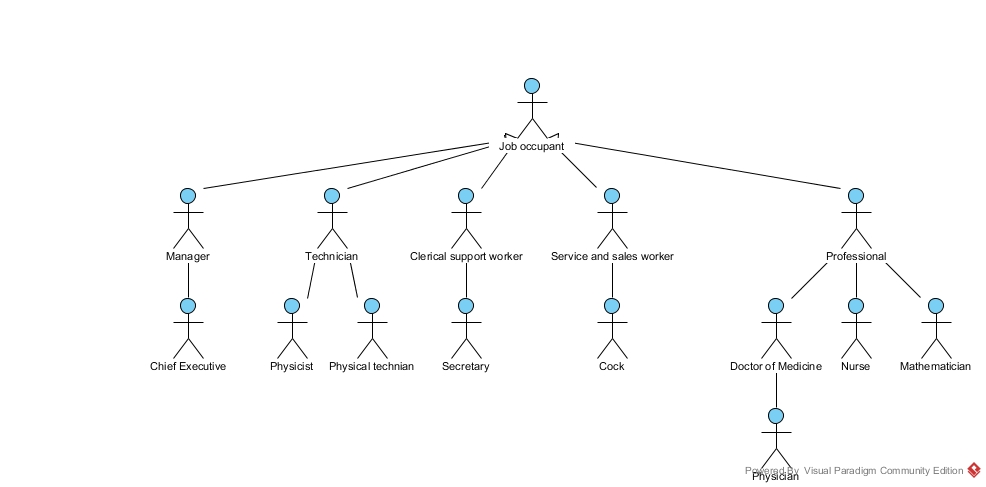 Job occupant
Manager
Technician
Clerical support worker
Service and sales worker
Professional
Chief Executive
Physicist
Physical technian
Secretary
Cock
Doctor of Medicine
Nurse
Mathematician
Powered By Visual Paradigm Community Edition
Physician